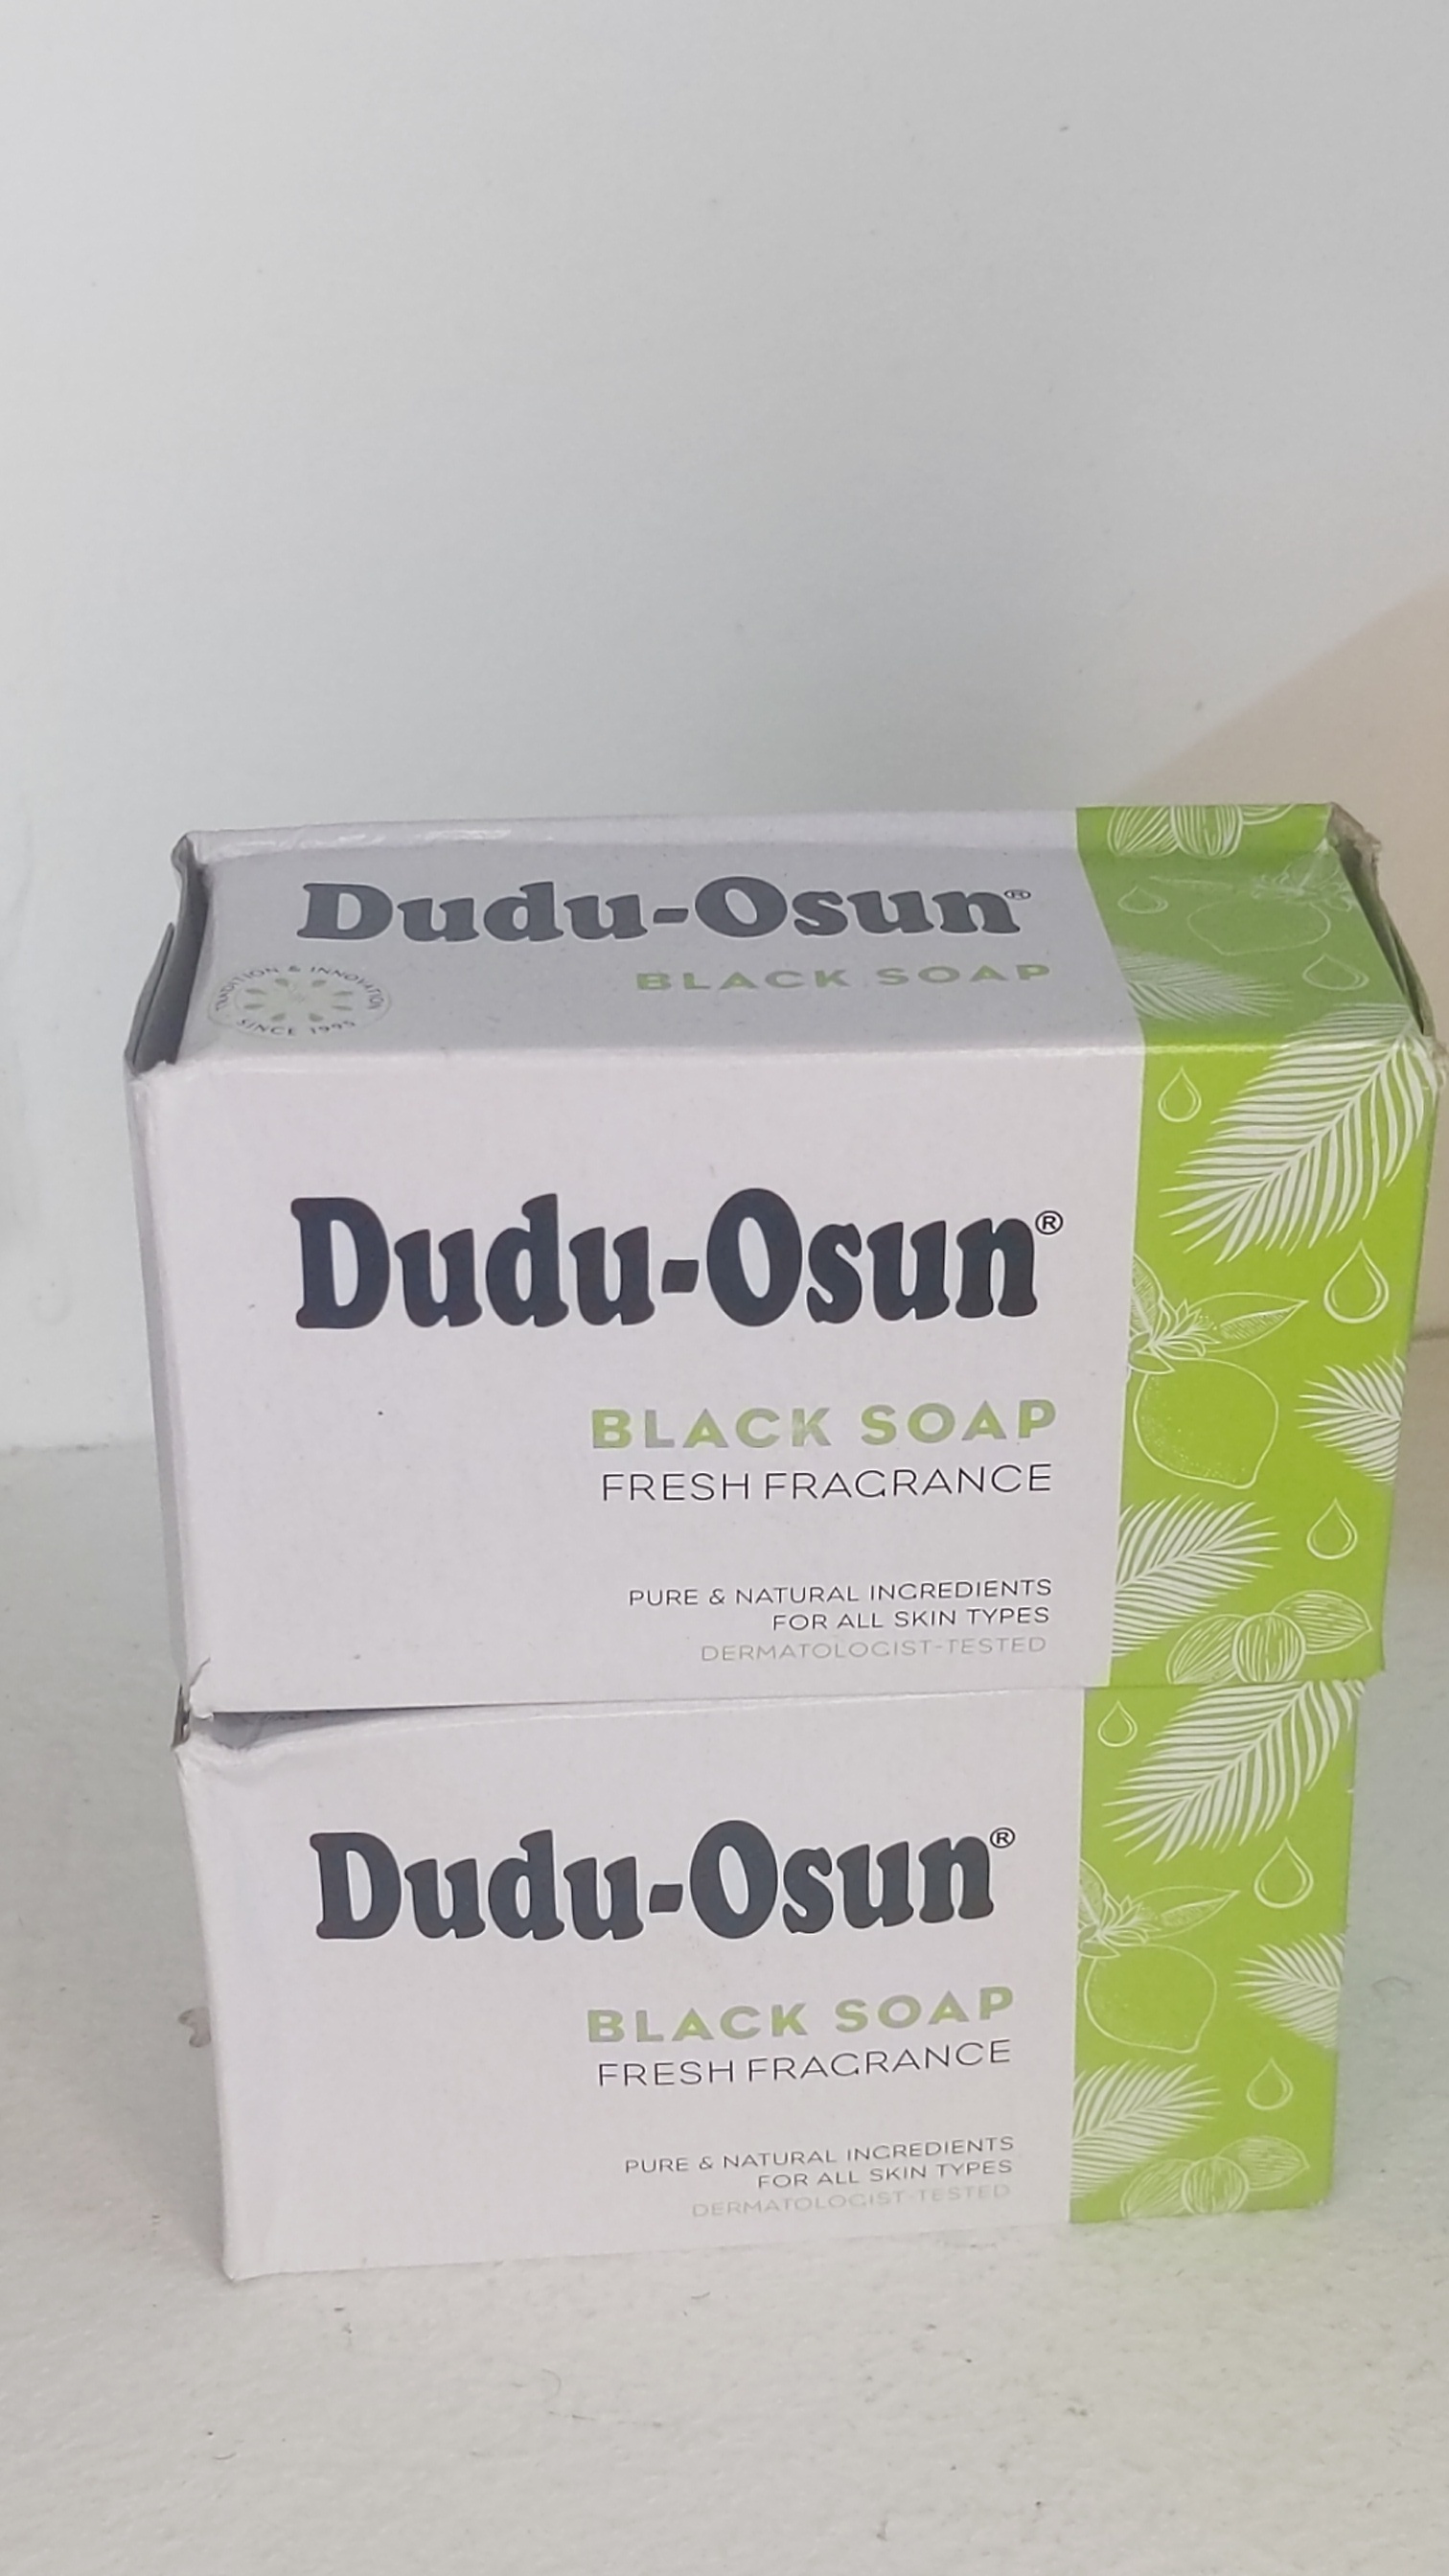 Dudu-Osun®
BLACK SOAP
TRADITION & INNOVATION
SINCE 1995
Dudu-Osun®
BLACK SOAP
FRESH FRAGRANCE
PURE & NATURAL INGREDIENTS
FOR ALL SKIN TYPES
DERMATOLOGIST-TESTED
Dudu-Osun®
BLACK SOAP
FRESH FRAGRANCE
PURE & NATURAL INGREDIENTS
FOR ALL SKIN TYPES
DERMATOLOGIST-TESTED